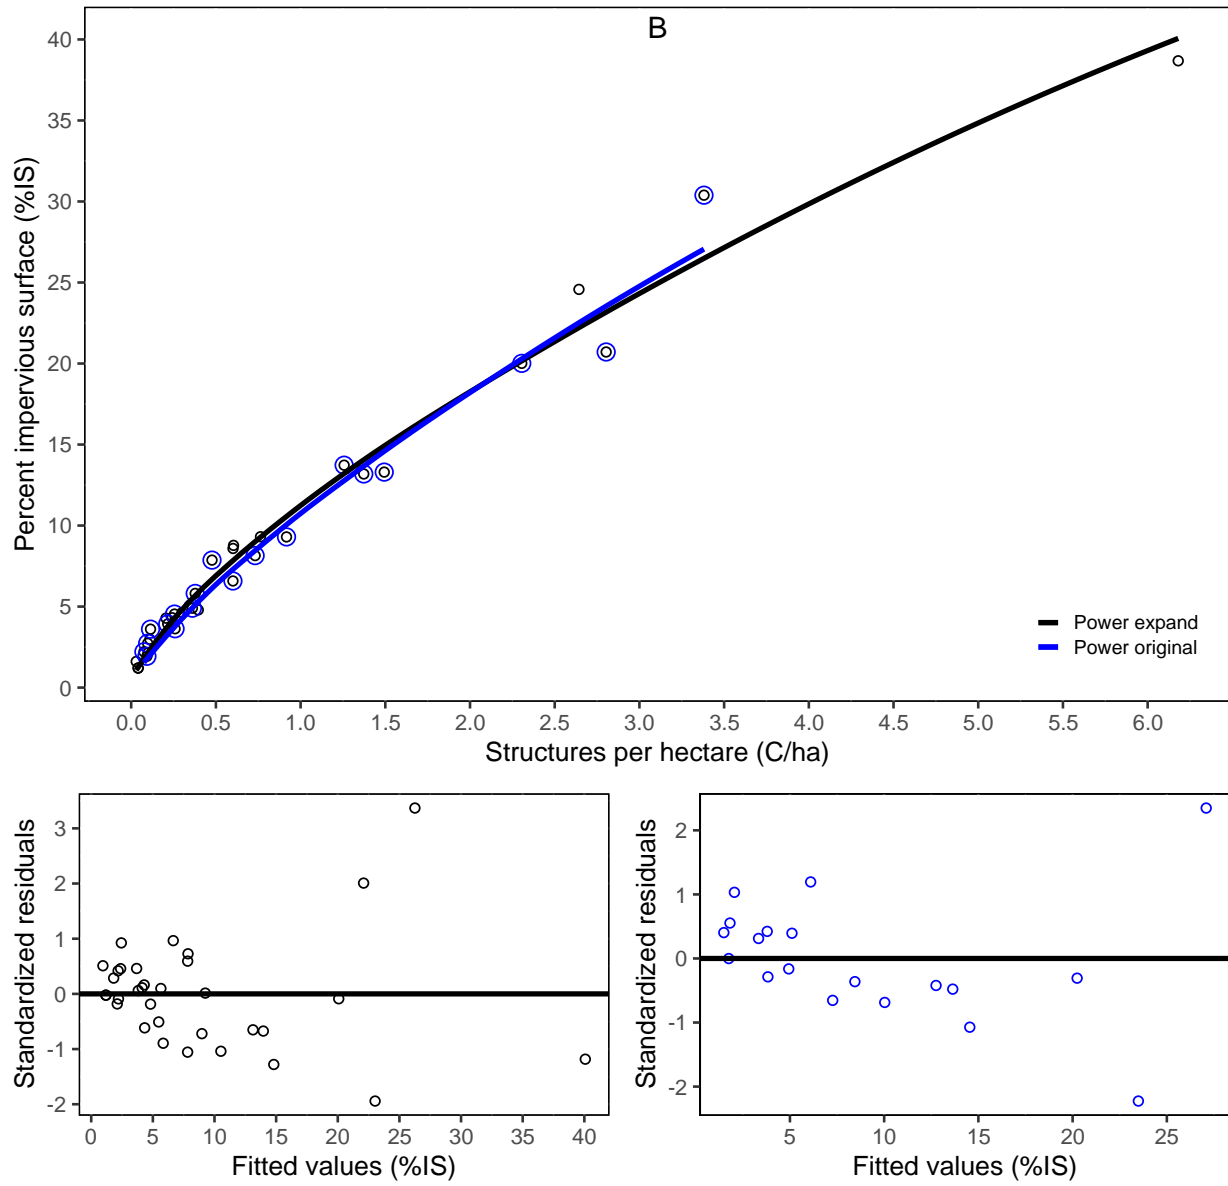 B
Percent impervious surface (%IS)
40
35
30
25
20
15
10
5
0
Power expand
Power original
0.0 0.5 1.0 1.5 2.0 2.5 3.0 3.5 4.0 4.5 5.0 5.5 6.0
Structures per hectare (C/ha)
Standardized residuals
3
2
1
0
-1
-2
0 5 10 15 20 25 30 35 40
Fitted values (%IS)
Standardized residuals
2
1
0
-1
-2
5 10 15 20 25
Fitted values (%IS)